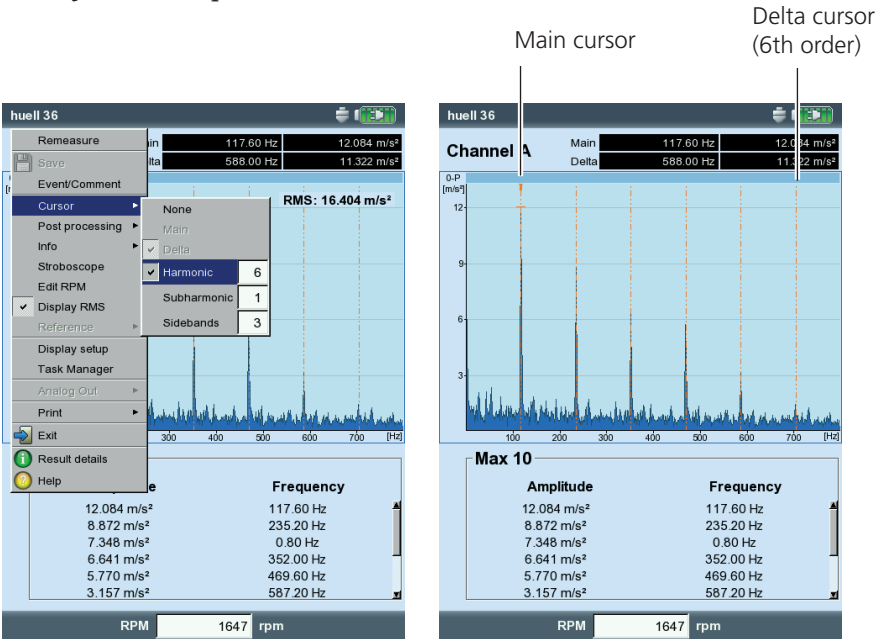 Main cursor
Delta cursor
(6th order)
huell 36
Remeasure
Save
Event/Comment
Cursor
Post processing
Info
Stroboscope
Edit RPM
Display RMS
Reference
Display setup
Task Manager
Analog Out
Print
Exit
Result details
Help
None
Main
Delta
Harmonic 6
Subharmonic 1
Sidebands 3
117.60 Hz 12.084 m/s²
588.00 Hz 11.322 m/s²
RMS: 16.404 m/s²
300 400 500 600 700 [Hz]
Frequency
12.084 m/s² 117.60 Hz
8.872 m/s² 235.20 Hz
7.348 m/s² 0.80 Hz
6.641 m/s² 352.00 Hz
5.770 m/s² 469.60 Hz
3.157 m/s² 587.20 Hz
RPM 1647 rpm
huell 36
Channel A
Main 117.60 Hz 12.084 m/s²
Delta 588.00 Hz 11.322 m/s²
0-P
[m/s²]
12
9
6
3
100 200 300 400 500 600 700 [Hz]
Max 10
Amplitude Frequency
12.084 m/s² 117.60 Hz
8.872 m/s² 235.20 Hz
7.348 m/s² 0.80 Hz
6.641 m/s² 352.00 Hz
5.770 m/s² 469.60 Hz
3.157 m/s² 587.20 Hz
RPM 1647 rpm